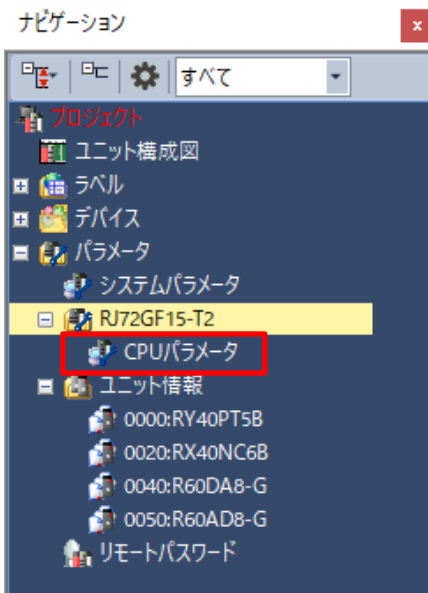 ナビゲーション
x
すべて
プロジェクト
ユニット構成図
ラベル
デバイス
パラメータ
システムパラメータ
RJ72GF15-T2
CPUパラメータ
ユニット情報
0000:RY40PT5B
0020:RX40NC6B
0040:R60DA8-G
0050:R60AD8-G
リモートパスワード